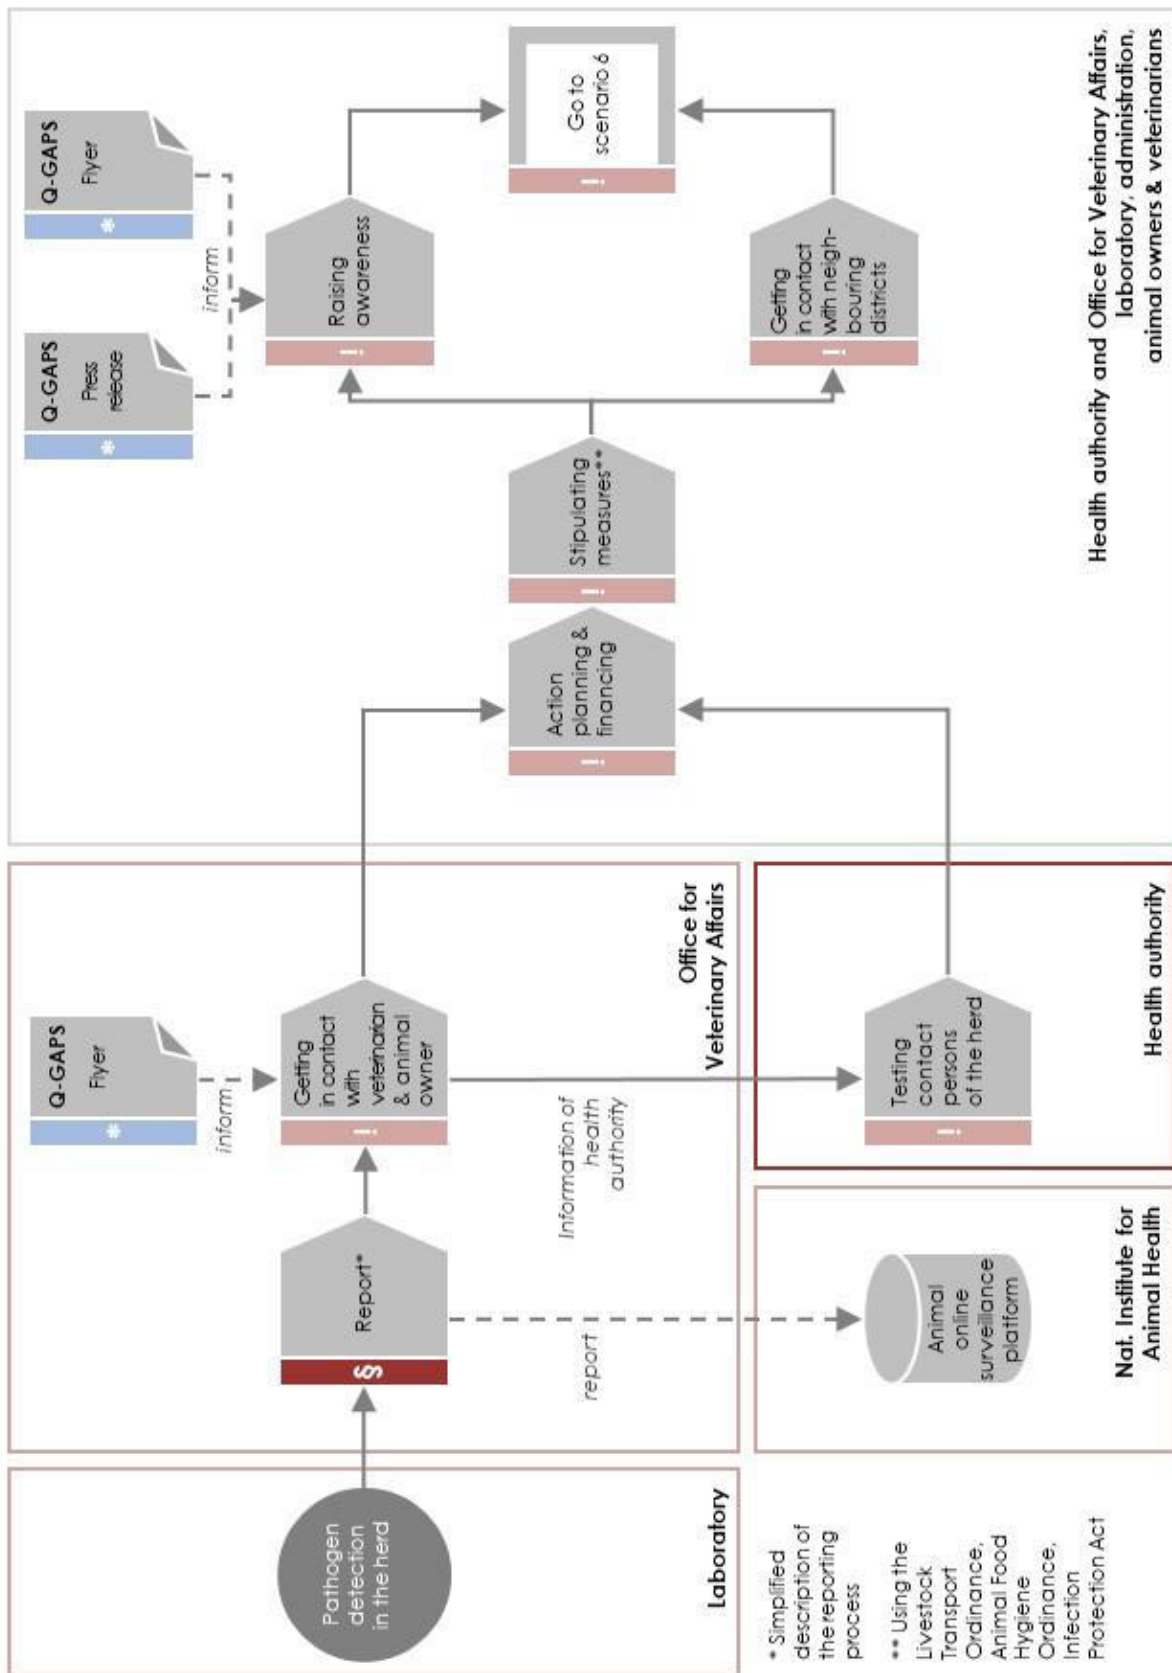 Pathogen
detection
in the herd
Laboratory
§
Report*
report
*
Q-GAPS
Flyer
inform
i
Getting
in contact
with
veterinarian
& animal
owner
Information of
health
authority
Office for
Veterinary Affairs
Animal
online
surveillance
platform
Nat. Institute for
Animal Health
i
Testing
contact
persons
of the herd
Health authority
i
Action
planning &
financing
i
Stipulating
measures**
*
Q-GAPS
Press
release
*
Q-GAPS
Flyer
inform
i
Raising
awareness
i
Getting
in contact
with neigh-
bouring
districts
i
Go to
scenario 6
Health authority and Office for Veterinary Affairs,
laboratory, administration,
animal owners & veterinarians
* Simplified
description of
the reporting
process
** Using the
Livestock
Transport
Ordinance,
Animal Food
Hygiene
Ordinance,
Infection
Protection Act